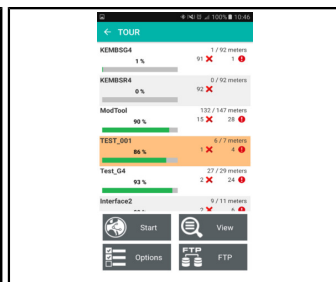 100% 10:46
← TOUR
KEMBSG4 1 / 92 meters
1 % 91 1
KEMBSR4 0 / 92 meters
0 % 92
ModTool 132 / 147 meters
90 % 15 28
TEST_001 6 / 7 meters
86 % 1 4
Test_G4 27 / 29 meters
93 % 2 24
Interface2 9 / 11 meters
Start View
FTP
Options FTP